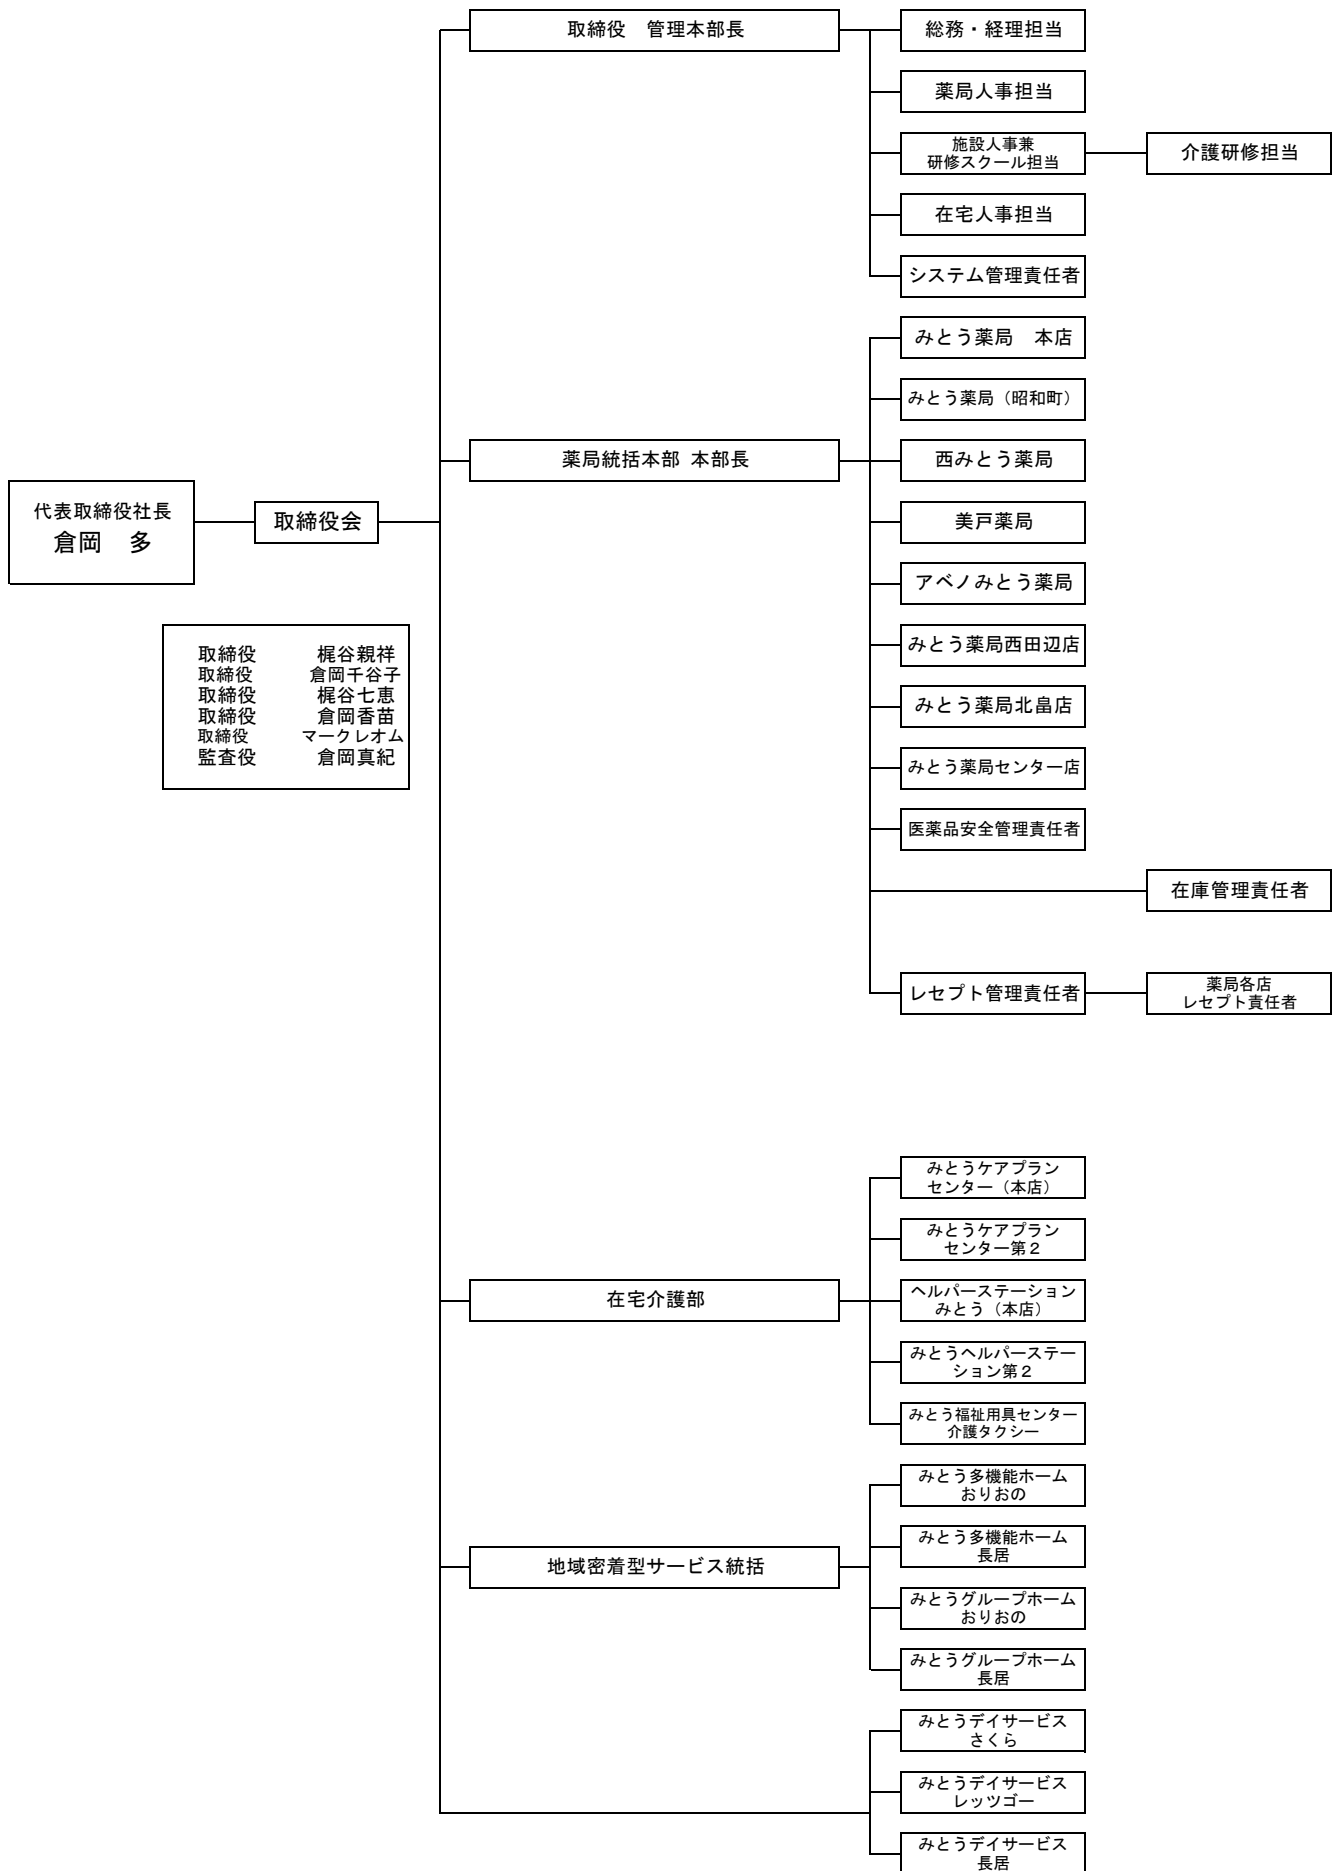 代表取締役社長
倉岡　多
取締役会
取締役　梶谷親祥
取締役　倉岡千谷子
取締役　梶谷七恵
取締役　倉岡香苗
取締役　マークレオム
監査役　倉岡真紀
取締役　管理本部長
総務・経理担当
薬局人事担当
施設人事兼
研修スクール担当
介護研修担当
在宅人事担当
システム管理責任者
薬局統括本部 本部長
みとう薬局　本店
みとう薬局（昭和町）
西みとう薬局
美戸薬局
アベノみとう薬局
みとう薬局西田辺店
みとう薬局北畠店
みとう薬局センター店
医薬品安全管理責任者
在庫管理責任者
レセプト管理責任者
薬局各店
レセプト責任者
在宅介護部
みとうケアプラン
センター（本店）
みとうケアプラン
センター第２
ヘルパーステーション
みとう（本店）
みとうヘルパーステー
ション第２
みとう福祉用具センター
介護タクシー
地域密着型サービス統括
みとう多機能ホーム
おりおの
みとう多機能ホーム
長居
みとうグループホーム
おりおの
みとうグループホーム
長居
みとうデイサービス
さくら
みとうデイサービス
レッツゴー
みとうデイサービス
長居